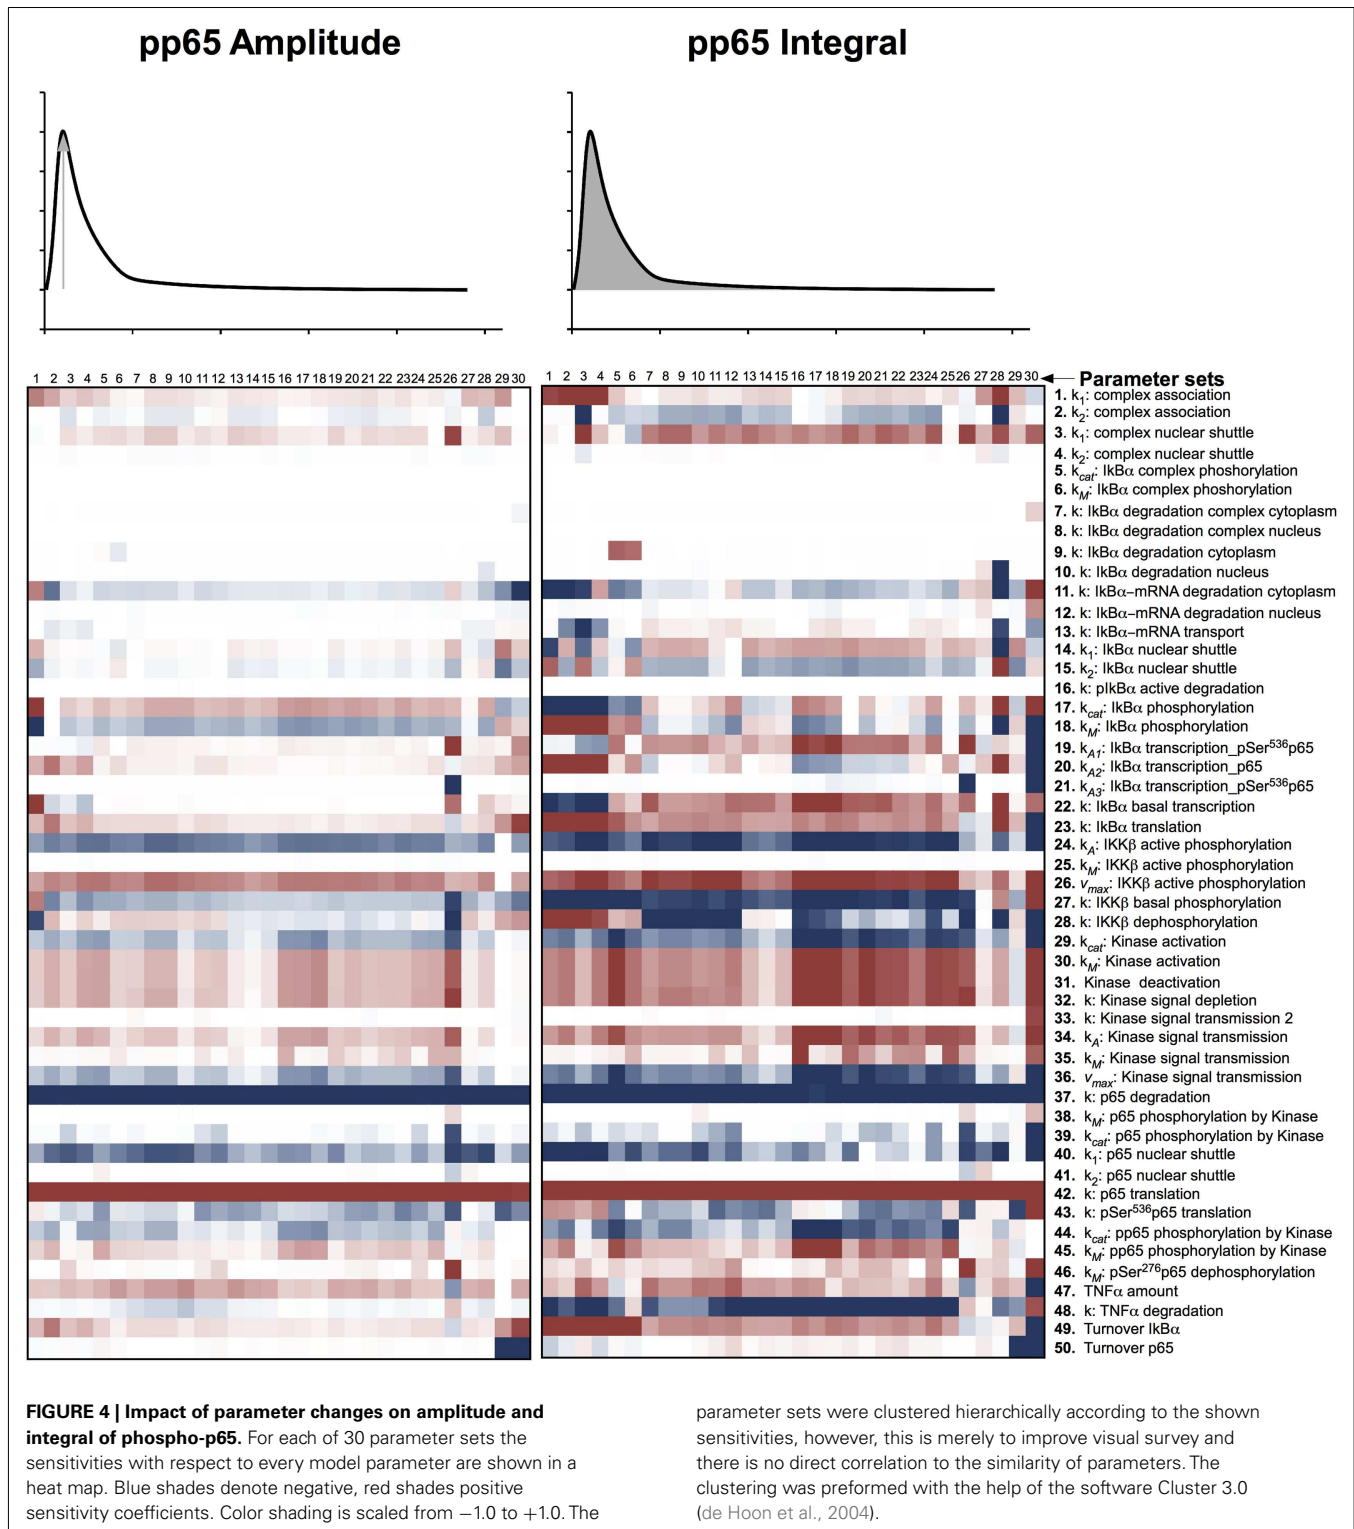 pp65 Amplitude
pp65 Integral
1 2 3 4 5 6 7 8 9 10 11 12 13 14 15 16 17 18 19 20 21 22 23 24 25 26 27 28 29 30
1 2 3 4 5 6 7 8 9 10 11 12 13 14 15 16 17 18 19 20 21 22 23 24 25 26 27 28 29 30
Parameter sets
1. k1: complex association
2. k2: complex association
3. k1: complex nuclear shuttle
4. k2: complex nuclear shuttle
5. kcat: IkBα complex phoshorylation
6. kM: IkBα complex phoshorylation
7. k: IkBα degradation complex cytoplasm
8. k: IkBα degradation complex nucleus
9. k: IkBα degradation cytoplasm
10. k: IkBα degradation nucleus
11. k: IkBα–mRNA degradation cytoplasm
12. k: IkBα–mRNA degradation nucleus
13. k: IkBα–mRNA transport
14. k1: IkBα nuclear shuttle
15. k2: IkBα nuclear shuttle
16. k: pIkBα active degradation
17. kcat: IkBα phosphorylation
18. kM: IkBα phosphorylation
19. kA1: IkBα transcription_pSer536p65
20. kA2: IkBα transcription_p65
21. kA3: IkBα transcription_pSer536p65
22. k: IkBα basal transcription
23. k: IkBα translation
24. kA: IKKβ active phosphorylation
25. kM: IKKβ active phosphorylation
26. vmax: IKKβ active phosphorylation
27. k: IKKβ basal phosphorylation
28. k: IKKβ dephosphorylation
29. kcat: Kinase activation
30. kM: Kinase activation
31. Kinase deactivation
32. k: Kinase signal depletion
33. k: Kinase signal transmission 2
34. kA: Kinase signal transmission
35. kM: Kinase signal transmission
36. vmax: Kinase signal transmission
37. k: p65 degradation
38. kM: p65 phosphorylation by Kinase
39. kcat: p65 phosphorylation by Kinase
40. k1: p65 nuclear shuttle
41. k2: p65 nuclear shuttle
42. k: p65 translation
43. k: pSer536p65 translation
44. kcat: pp65 phosphorylation by Kinase
45. kM: pp65 phosphorylation by Kinase
46. kM: pSer276p65 dephosphorylation
47. TNFα amount
48. k: TNFα degradation
49. Turnover IkBα
50. Turnover p65
FIGURE 4 | Impact of parameter changes on amplitude and
integral of phospho-p65. For each of 30 parameter sets the
sensitivities with respect to every model parameter are shown in a
heat map. Blue shades denote negative, red shades positive
sensitivity coefficients. Color shading is scaled from −1.0 to +1.0. The
parameter sets were clustered hierarchically according to the shown
sensitivities, however, this is merely to improve visual survey and
there is no direct correlation to the similarity of parameters. The
clustering was preformed with the help of the software Cluster 3.0
(de Hoon et al., 2004).